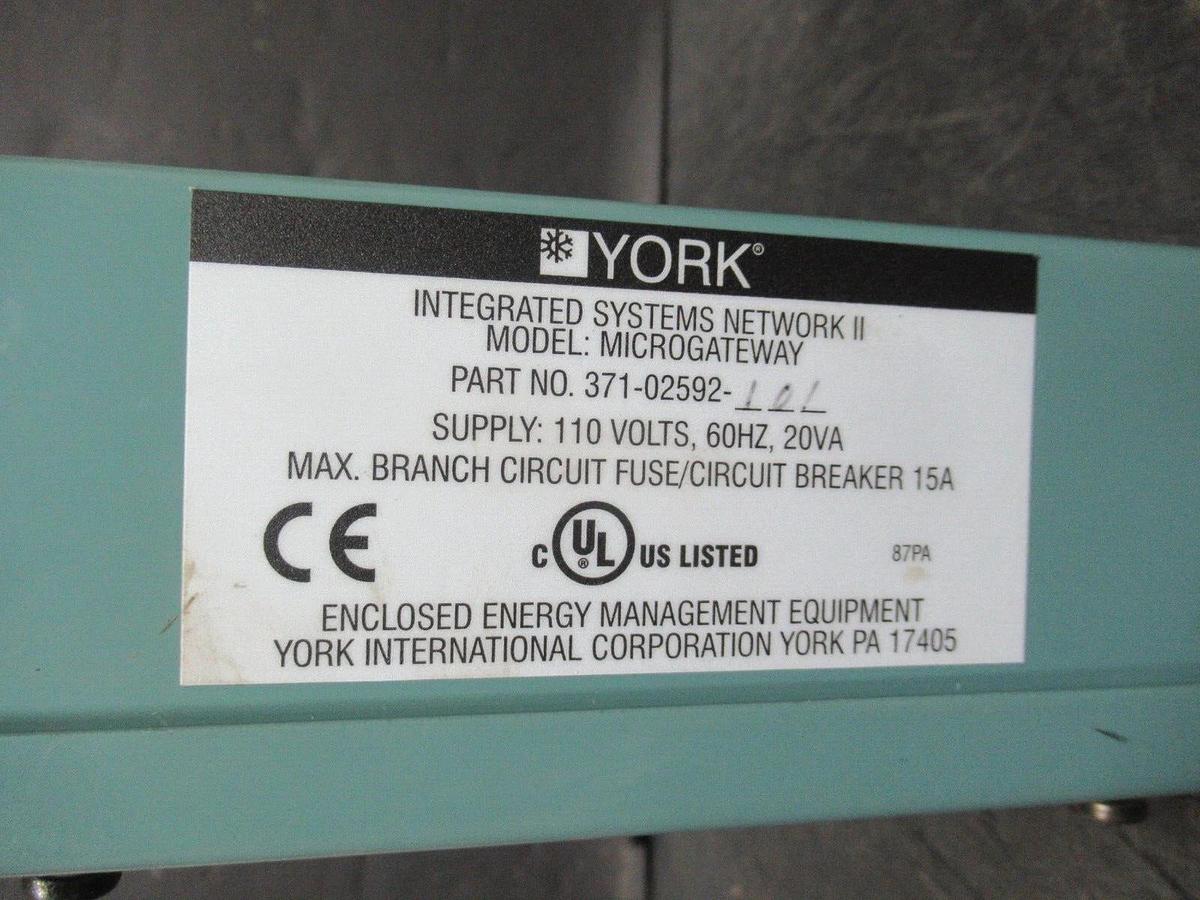 YORK®
INTEGRATED SYSTEMS NETWORK II
MODEL: MICROGATEWAY
PART NO. 371-02592-101
SUPPLY: 110 VOLTS, 60HZ, 20VA
MAX. BRANCH CIRCUIT FUSE/CIRCUIT BREAKER 15A
CE C UL® US LISTED 87PA
ENCLOSED ENERGY MANAGEMENT EQUIPMENT
YORK INTERNATIONAL CORPORATION YORK PA 17405